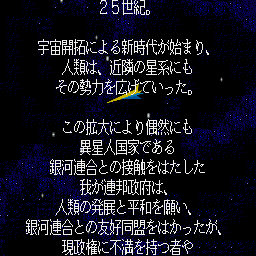 ２５世紀。
宇宙開拓による新時代が始まり、
人類は、近隣の星系にも
その勢力を広げていった。
この拡大により偶然にも
異星人国家である
銀河連合との接触をはたした
我が連邦政府は、
人類の発展と平和を願い、
銀河連合との友好同盟をはかったが、
現政権に不満を持つ者や